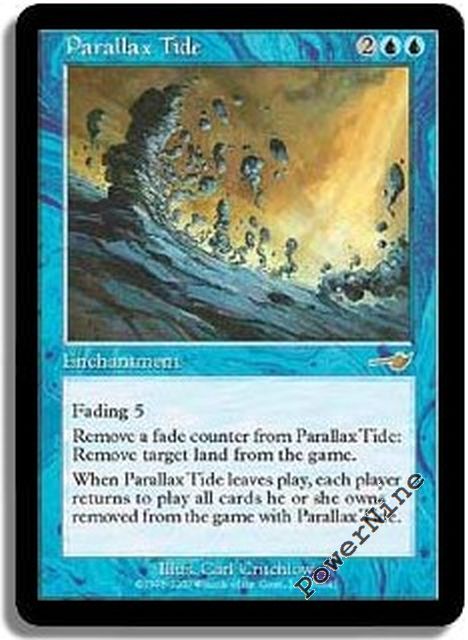 Parallax Tide 2
Enchantment
Fading 5
Remove a fade counter from Parallax Tide:
Remove target land from the game.
When Parallax Tide leaves play, each player
returns to play all cards he or she owns
removed from the game with Parallax Tide.
Illus. Carl Critchlow
PowerNine